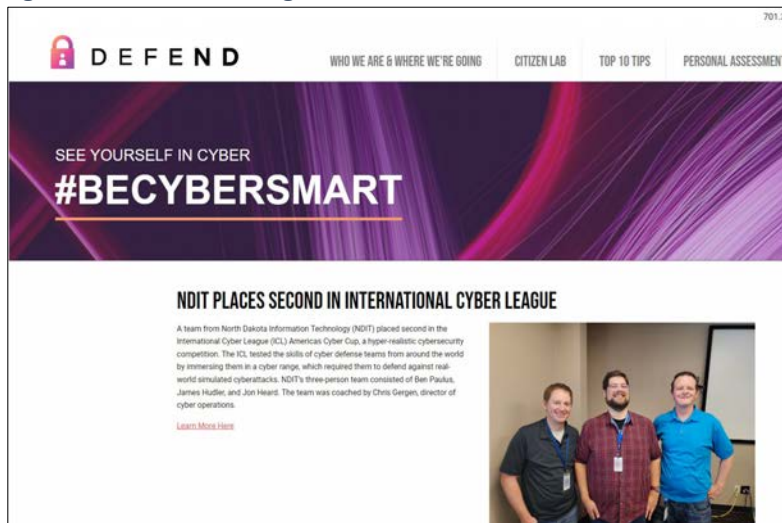 701.
DEFEND
WHO WE ARE & WHERE WE'RE GOING
CITIZEN LAB
TOP 10 TIPS
PERSONAL ASSESSMENT
SEE YOURSELF IN CYBER
#BECYBERSMART
NDIT PLACES SECOND IN INTERNATIONAL CYBER LEAGUE
A team from North Dakota Information Technology (NDIT) placed second in the
International Cyber League (ICL) Americas Cyber Cup, a hyper-realistic cybersecurity
competition. The ICL tested the skills of cyber defense teams from around the world
by immersing them in a cyber range, which required them to defend against real-
world simulated cyberattacks. NDIT's three-person team consisted of Ben Paulus,
James Hudler, and Jon Heard. The team was coached by Chris Gergen, director of
cyber operations.
Learn More Here